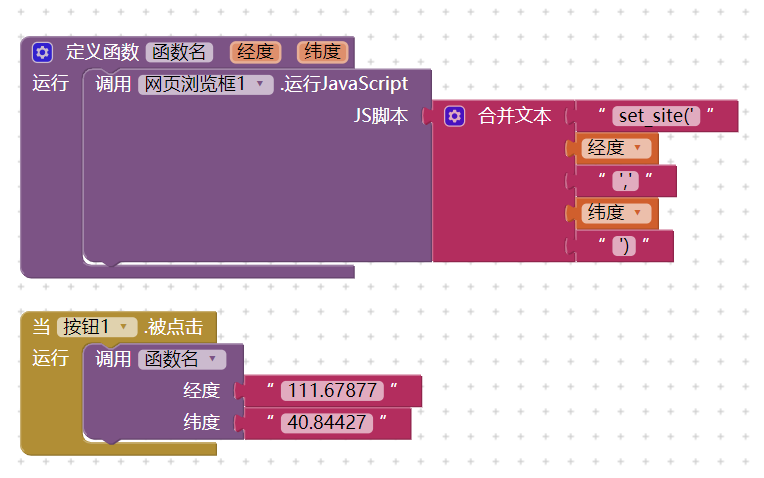 定义函数 函数名 经度 纬度
运行 调用 网页浏览框1 .运行JavaScript
JS脚本 合并文本 “ set_site(' ”
经度
“ ',' ”
纬度
“ ') ”
当 按钮1 .被点击
运行 调用 函数名
经度 “ 111.67877 ”
纬度 “ 40.84427 ”